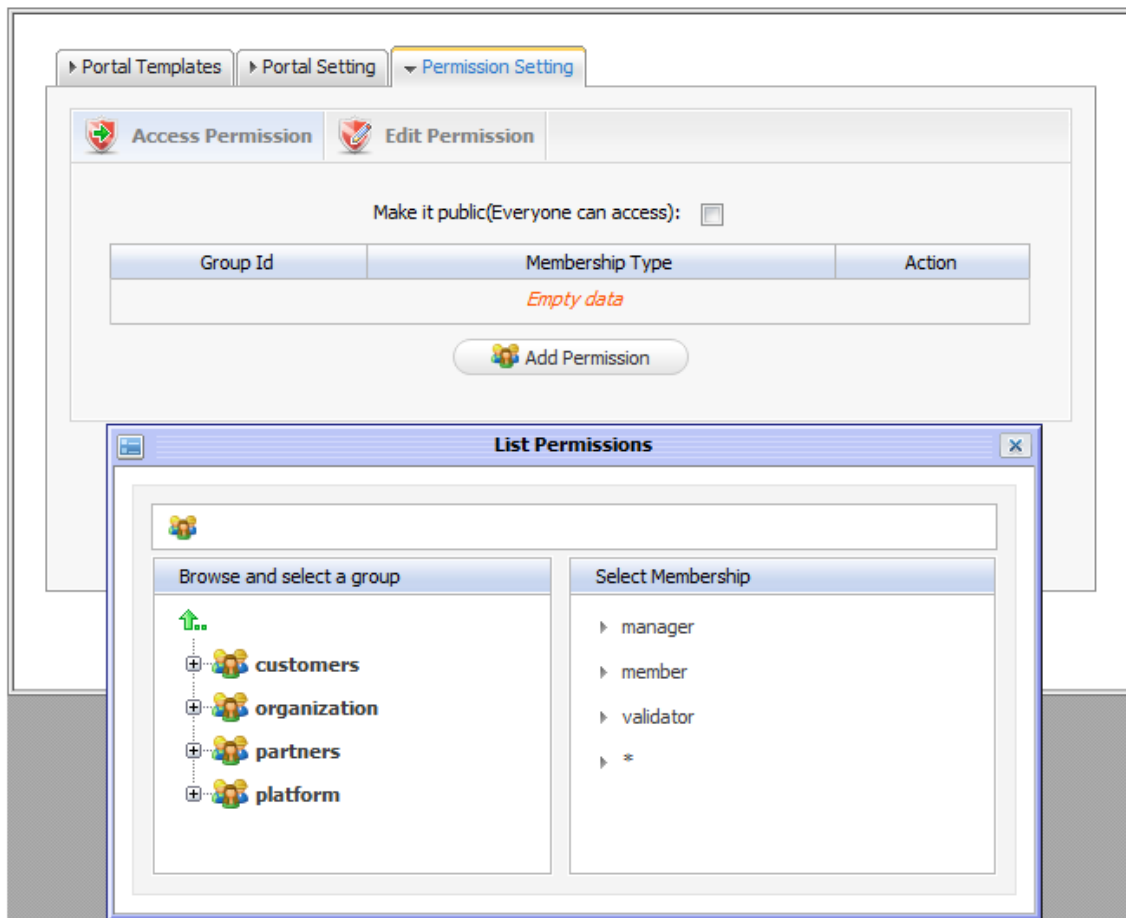 Portal Templates Portal Setting Permission Setting
Access Permission Edit Permission
Make it public(Everyone can access):
Group Id Membership Type Action
Empty data
Add Permission
List Permissions
Browse and select a group
customers
organization
partners
platform
Select Membership
manager
member
validator
*